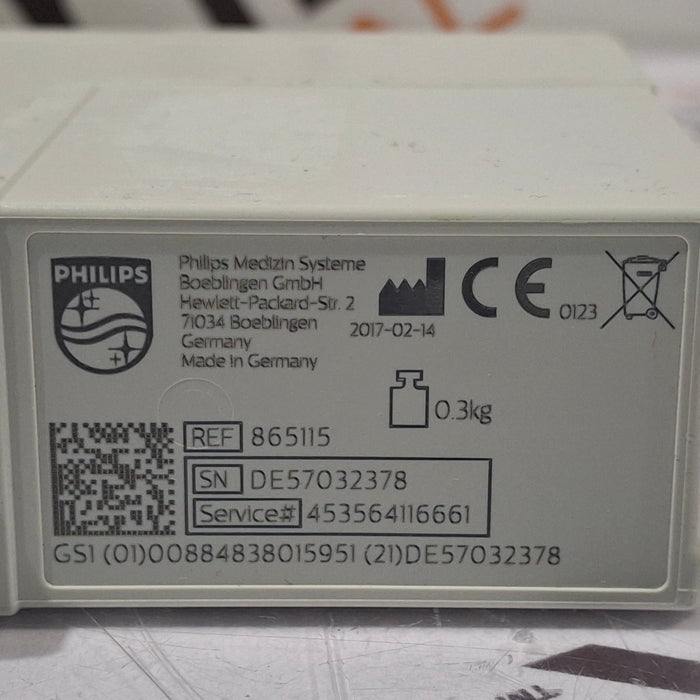 PHILIPS
Philips Medizin Systeme
Boeblingen GmbH
Hewlett-Packard-Str. 2
71034 Boeblingen
Germany
Made in Germany
2017-02-14
CE 0123
0.3kg
REF 865115
SN DE57032378
Service# 453564116661
GS1 (01)00884838015951 (21)DE57032378